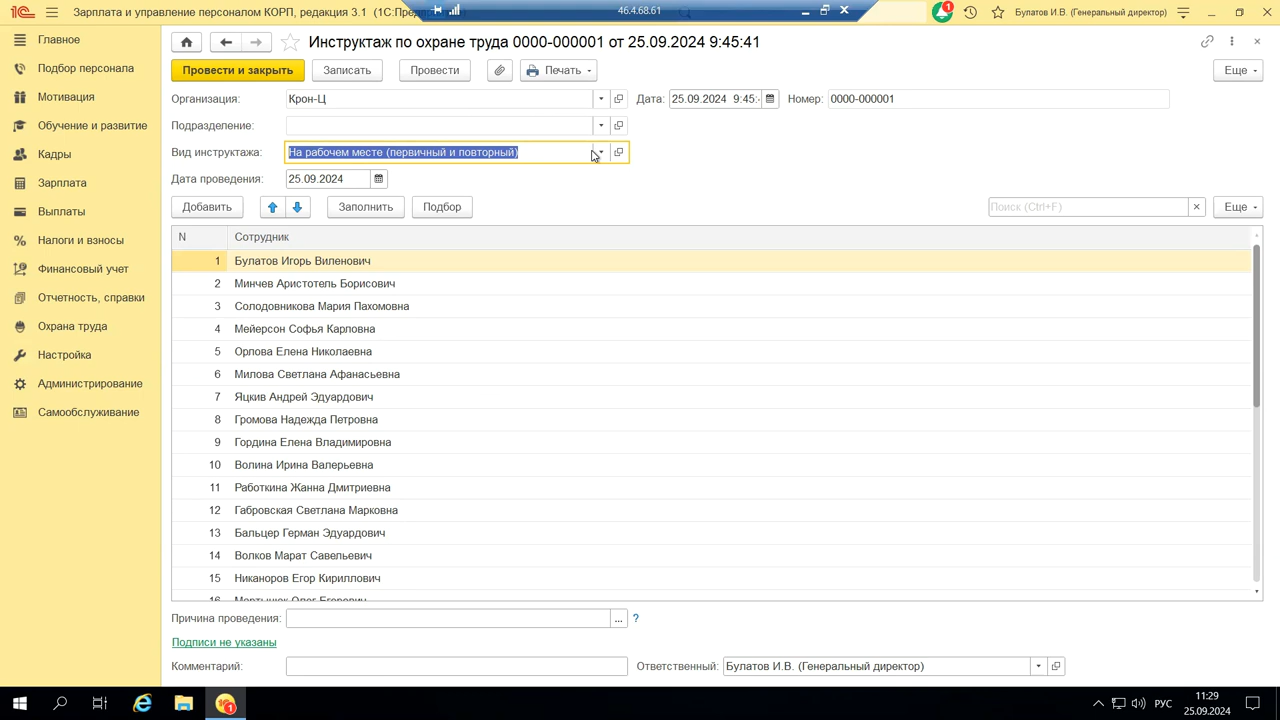 Зарплата и управление персоналом КОРП, редакция 3.1 (1С:Пред
46.4.68.61
1
Булатов И.В. (Генеральный директор)
Главное
Подбор персонала
Мотивация
Обучение и развитие
Кадры
Зарплата
Выплаты
Налоги и взносы
Финансовый учет
Отчетность, справки
Охрана труда
Настройка
Администрирование
Самообслуживание
Инструктаж по охране труда 0000-000001 от 25.09.2024 9:45:41
Провести и закрыть Записать Провести Печать Еще
Организация: Крон-Ц Дата: 25.09.2024 9:45: Номер: 0000-000001
Подразделение:
Вид инструктажа: На рабочем месте (первичный и повторный)
Дата проведения: 25.09.2024
Добавить Заполнить Подбор Поиск (Ctrl+F) × Еще
N Сотрудник
1 Булатов Игорь Виленович
2 Минчев Аристотель Борисович
3 Солодовникова Мария Пахомовна
4 Мейерсон Софья Карловна
5 Орлова Елена Николаевна
6 Милова Светлана Афанасьевна
7 Яцкив Андрей Эдуардович
8 Громова Надежда Петровна
9 Гордина Елена Владимировна
10 Волина Ирина Валерьевна
11 Работкина Жанна Дмитриевна
12 Габровская Светлана Марковна
13 Бальцер Герман Эдуардович
14 Волков Марат Савельевич
15 Никаноров Егор Кириллович
16 Мартынюк Олег Егорович
Причина проведения: ... ?
Подписи не указаны
Комментарий: Ответственный: Булатов И.В. (Генеральный директор)
1
РУС
11:29
25.09.2024